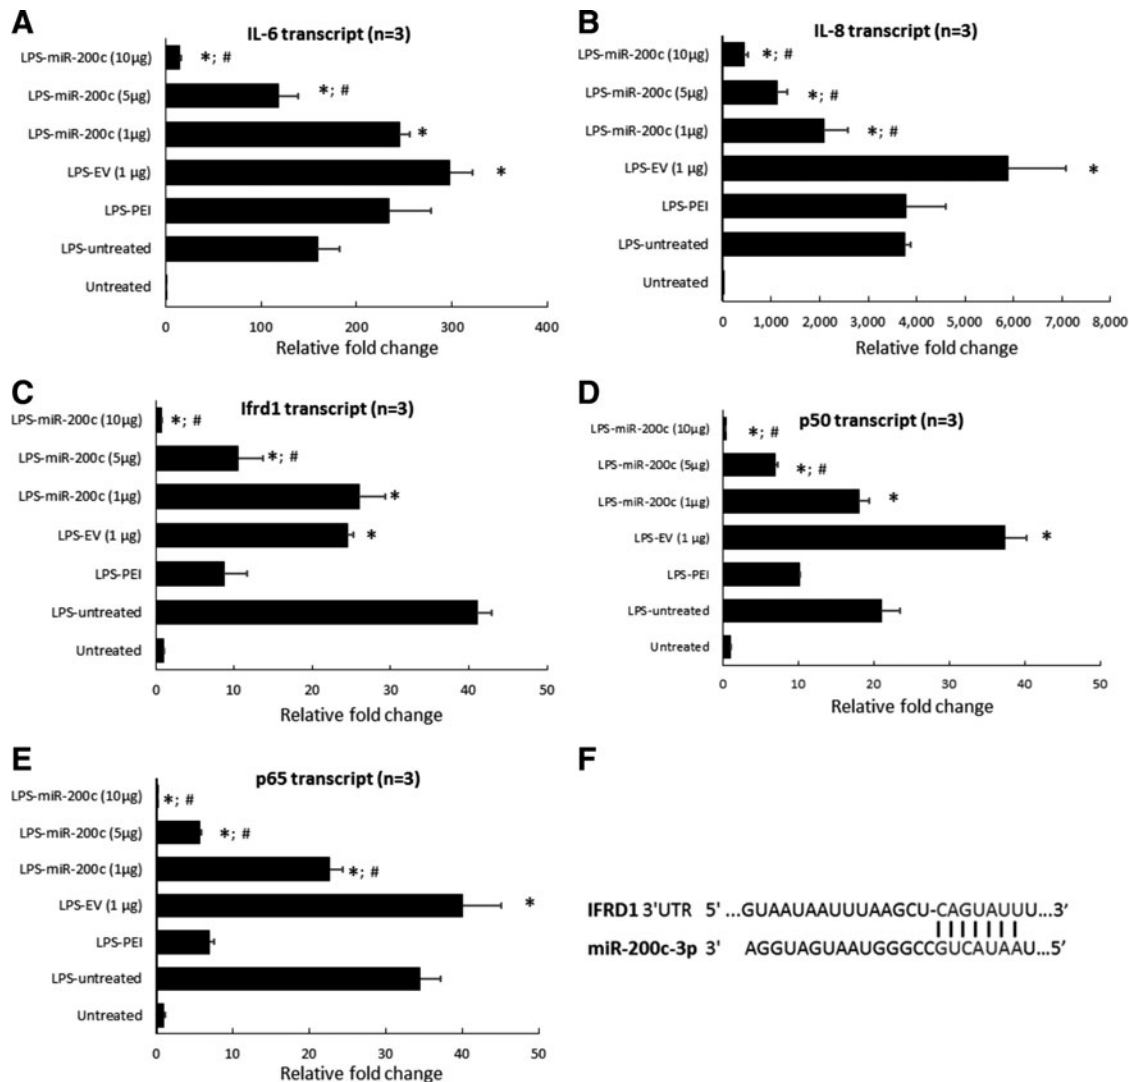 A
IL-6 transcript (n=3)
LPS-miR-200c (10µg) *; #
LPS-miR-200c (5µg) *; #
LPS-miR-200c (1µg) *
LPS-EV (1 µg) *
LPS-PEI
LPS-untreated
Untreated
0 100 200 300 400
Relative fold change
B
IL-8 transcript (n=3)
LPS-miR-200c (10µg) *; #
LPS-miR-200c (5µg) *; #
LPS-miR-200c (1µg) *; #
LPS-EV (1 µg) *
LPS-PEI
LPS-untreated
Untreated
0 1,000 2,000 3,000 4,000 5,000 6,000 7,000 8,000
Relative fold change
C
Ifrd1 transcript (n=3)
LPS-miR-200c (10µg) *; #
LPS-miR-200c (5µg) *; #
LPS-miR-200c (1µg) *
LPS-EV (1 µg) *
LPS-PEI
LPS-untreated
Untreated
0 10 20 30 40 50
Relative fold change
D
p50 transcript (n=3)
LPS-miR-200c (10µg) *; #
LPS-miR-200c (5µg) *; #
LPS-miR-200c (1µg) *
LPS-EV (1 µg) *
LPS-PEI
LPS-untreated
Untreated
0 10 20 30 40 50
Relative fold change
E
p65 transcript (n=3)
LPS-miR-200c (10µg) *; #
LPS-miR-200c (5µg) *; #
LPS-miR-200c (1µg) *; #
LPS-EV (1 µg) *
LPS-PEI
LPS-untreated
Untreated
0 10 20 30 40 50
Relative fold change
F
IFRD1 3'UTR 5' ...GUAAUAAUUUAAGCU-CAGUAUUU...3′
miR-200c-3p 3' AGGUAGUAAUGGGCCGUCAUAAU...5′